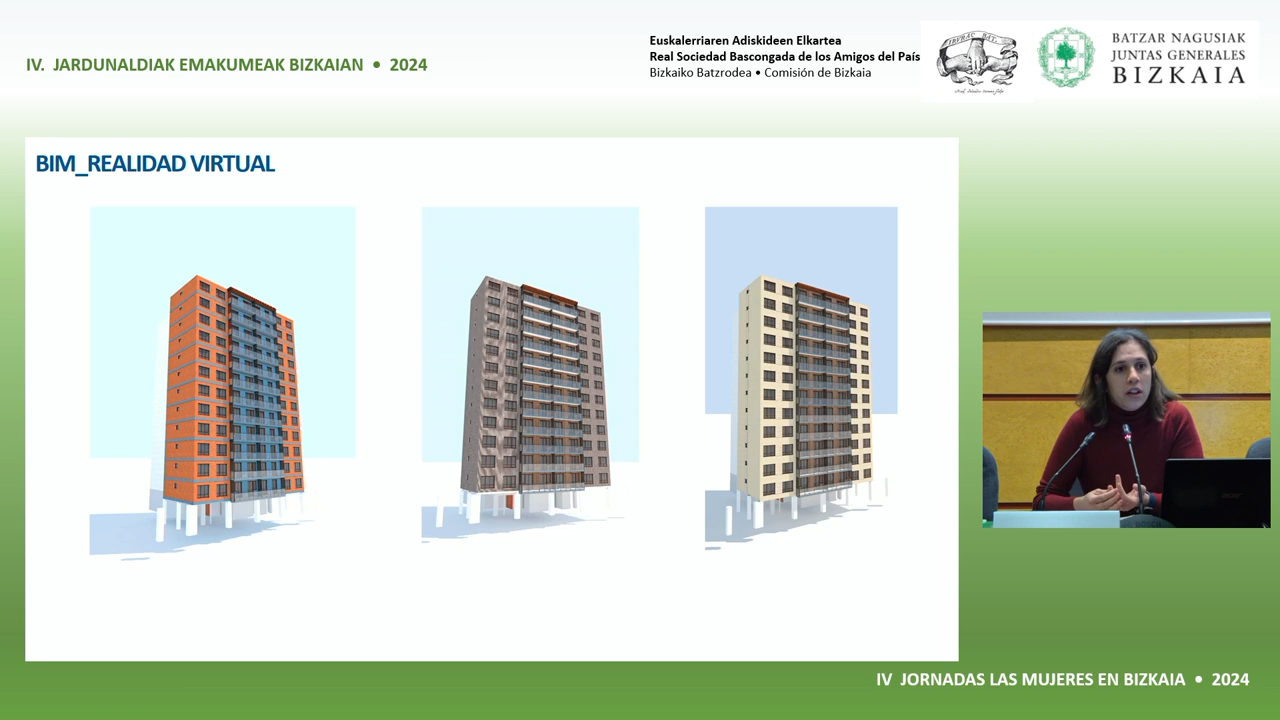 IV. JARDUNALDIAK EMAKUMEAK BIZKAIAN • 2024
Euskalerriaren Adiskideen Elkartea
Real Sociedad Bascongada de los Amigos del País
Bizkaiko Batzrodea • Comisión de Bizkaia
BATZAR NAGUSIAK
JUNTAS GENERALES
BIZKAIA
BIM_REALIDAD VIRTUAL
acer
IV JORNADAS LAS MUJERES EN BIZKAIA • 2024